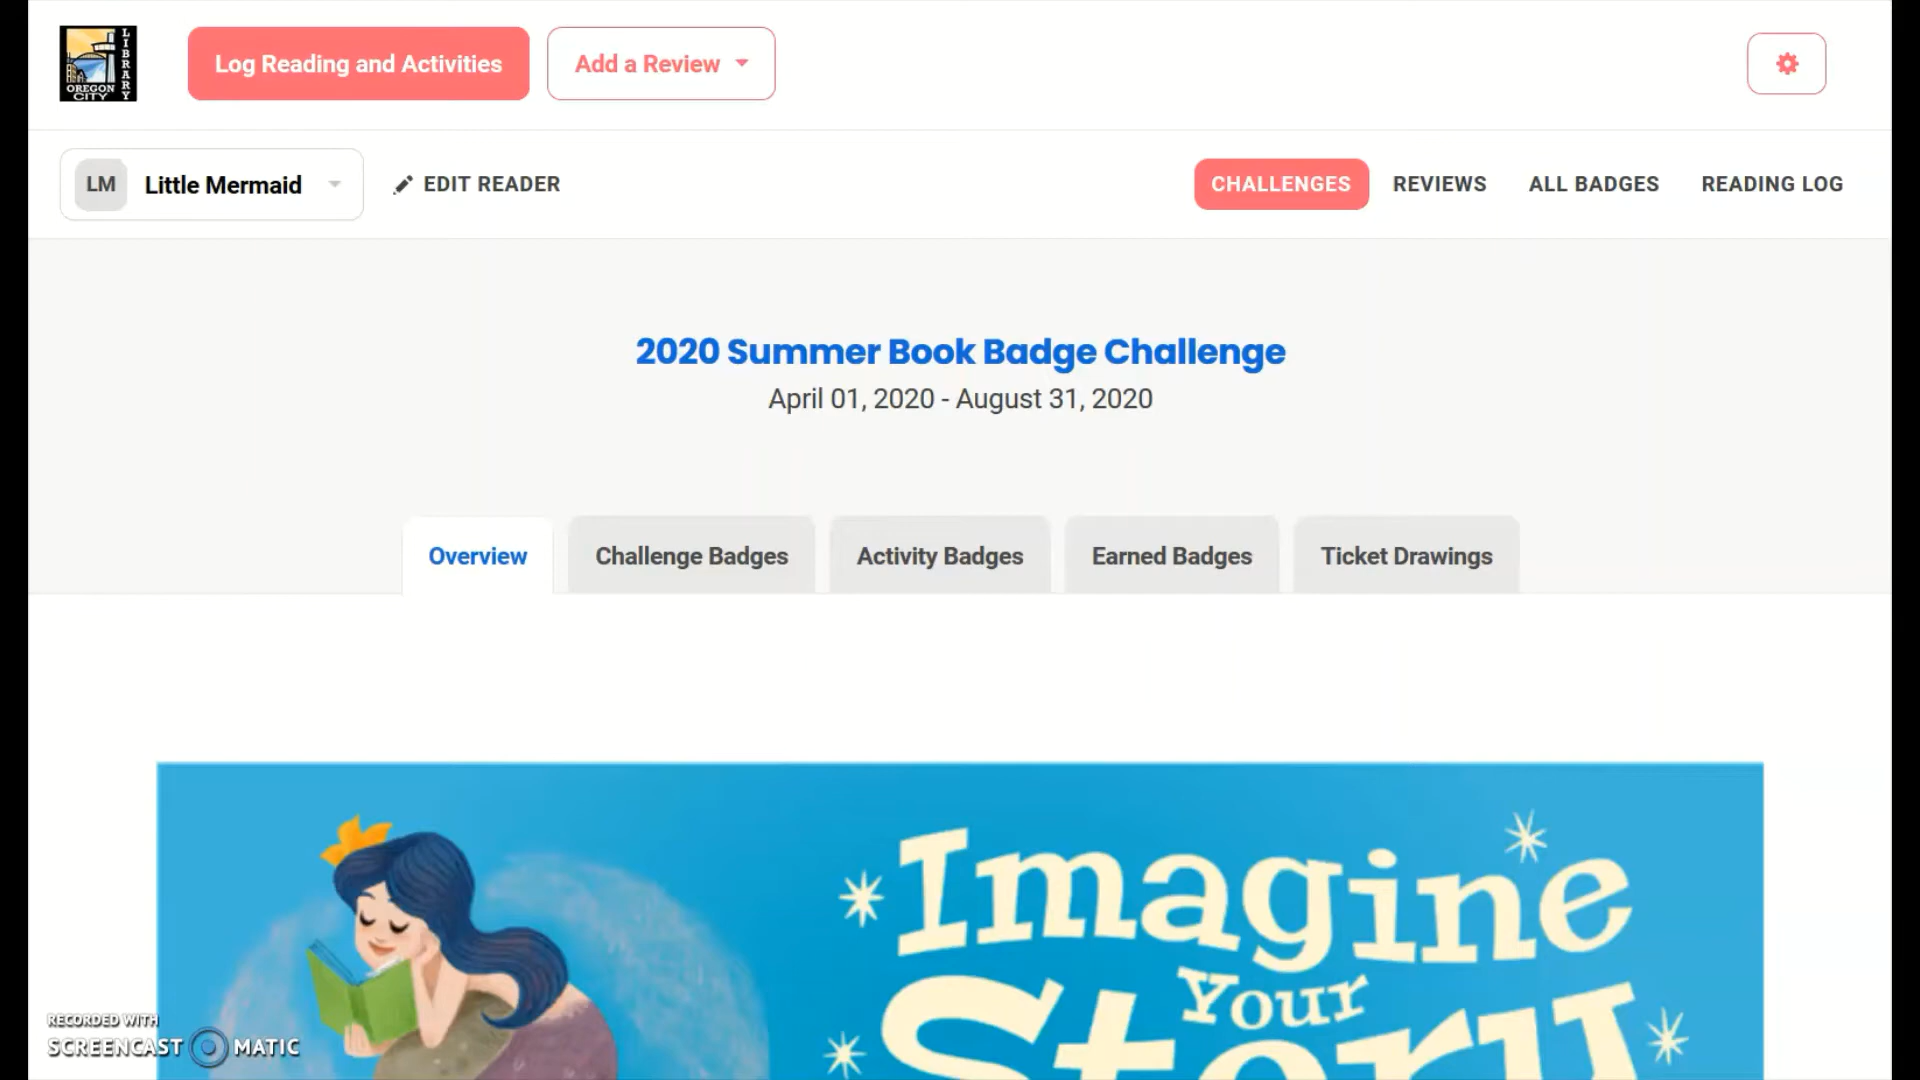 LIBRARY
OREGON
CITY
Log Reading and Activities
Add a Review
LM
Little Mermaid
EDIT READER
CHALLENGES
REVIEWS
ALL BADGES
READING LOG
2020 Summer Book Badge Challenge
April 01, 2020 - August 31, 2020
Overview
Challenge Badges
Activity Badges
Earned Badges
Ticket Drawings
Imagine
Your
Story
RECORDED WITH
SCREENCAST MATIC